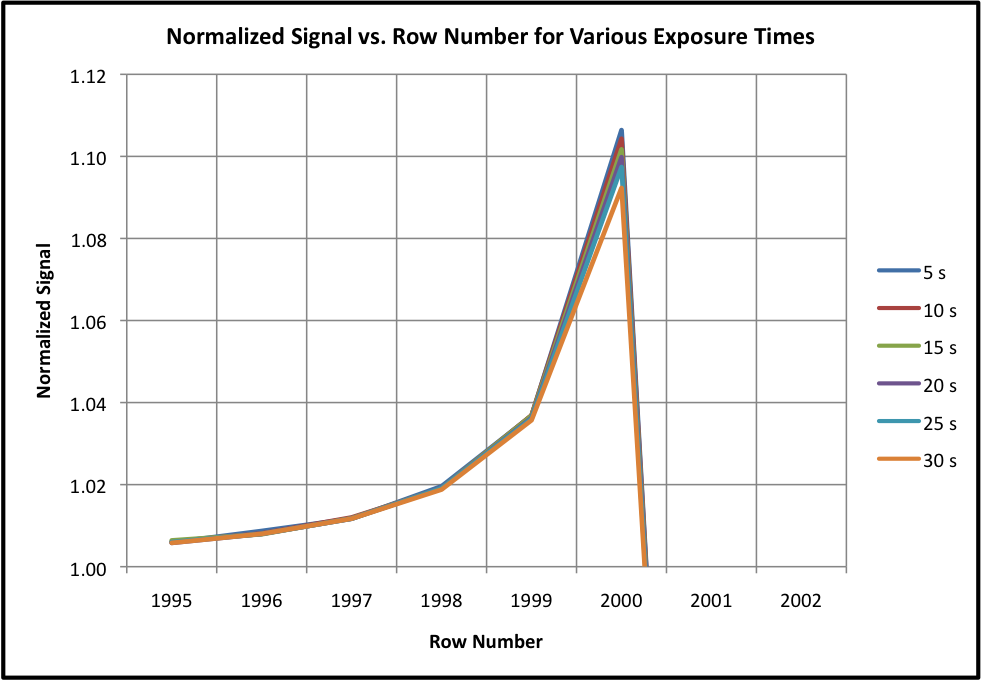 Normalized Signal vs. Row Number for Various Exposure Times
1.12
1.10
1.08
1.06
1.04
1.02
1.00
Normalized Signal
1995 1996 1997 1998 1999 2000 2001 2002
Row Number
5 s
10 s
15 s
20 s
25 s
30 s